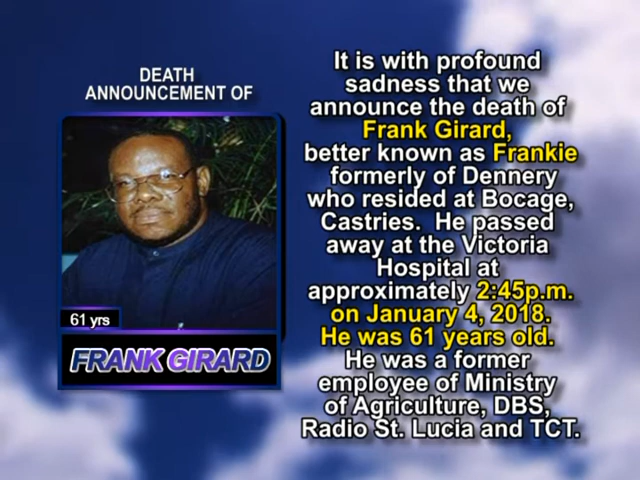 DEATH
ANNOUNCEMENT OF
61 yrs
FRANK GIRARD
It is with profound
sadness that we
announce the death of
Frank Girard,
better known as Frankie
formerly of Dennery
who resided at Bocage,
Castries. He passed
away at the Victoria
Hospital at
approximately 2:45p.m.
on January 4, 2018.
He was 61 years old.
He was a former
employee of Ministry
of Agriculture, DBS,
Radio St. Lucia and TCT.